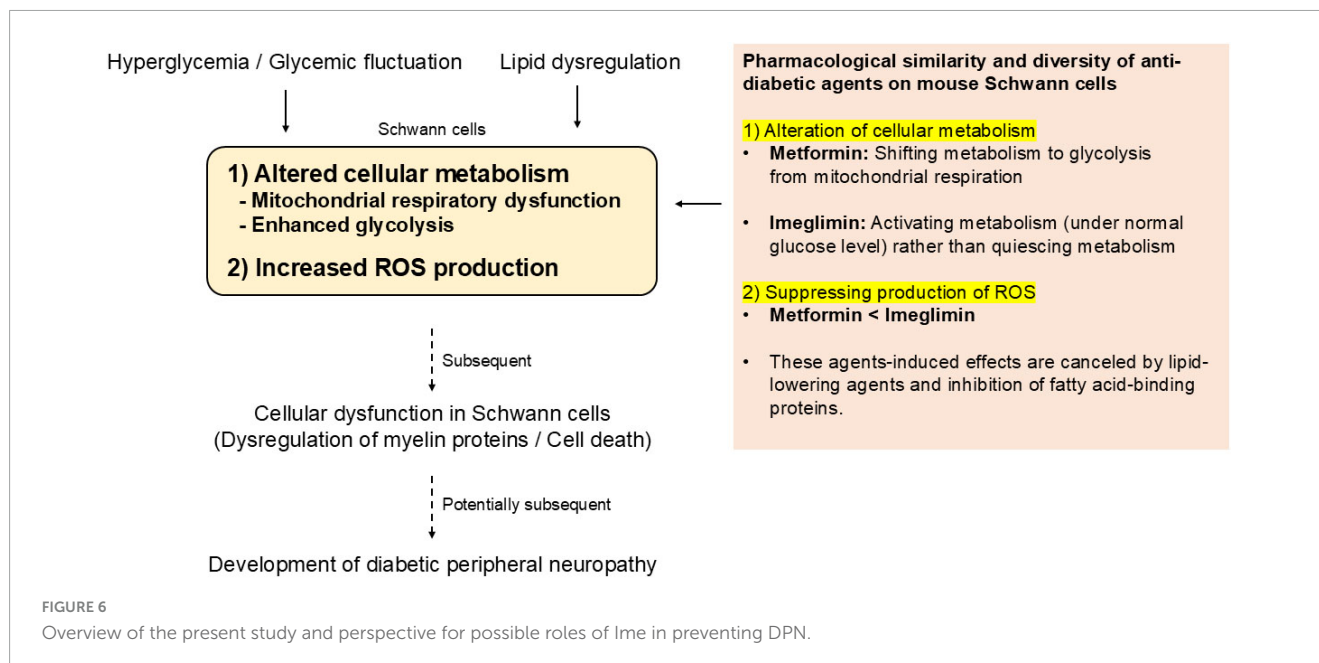 Hyperglycemia / Glycemic fluctuation
Lipid dysregulation
Schwann cells
1) Altered cellular metabolism
- Mitochondrial respiratory dysfunction
- Enhanced glycolysis
2) Increased ROS production
Subsequent
Cellular dysfunction in Schwann cells
(Dysregulation of myelin proteins / Cell death)
Potentially subsequent
Development of diabetic peripheral neuropathy
Pharmacological similarity and diversity of anti-
diabetic agents on mouse Schwann cells
1) Alteration of cellular metabolism
• Metformin: Shifting metabolism to glycolysis
from mitochondrial respiration
• Imeglimin: Activating metabolism (under normal
glucose level) rather than quiescing metabolism
2) Suppressing production of ROS
• Metformin < Imeglimin
• These agents-induced effects are canceled by lipid-
lowering agents and inhibition of fatty acid-binding
proteins.
FIGURE 6
Overview of the present study and perspective for possible roles of Ime in preventing DPN.